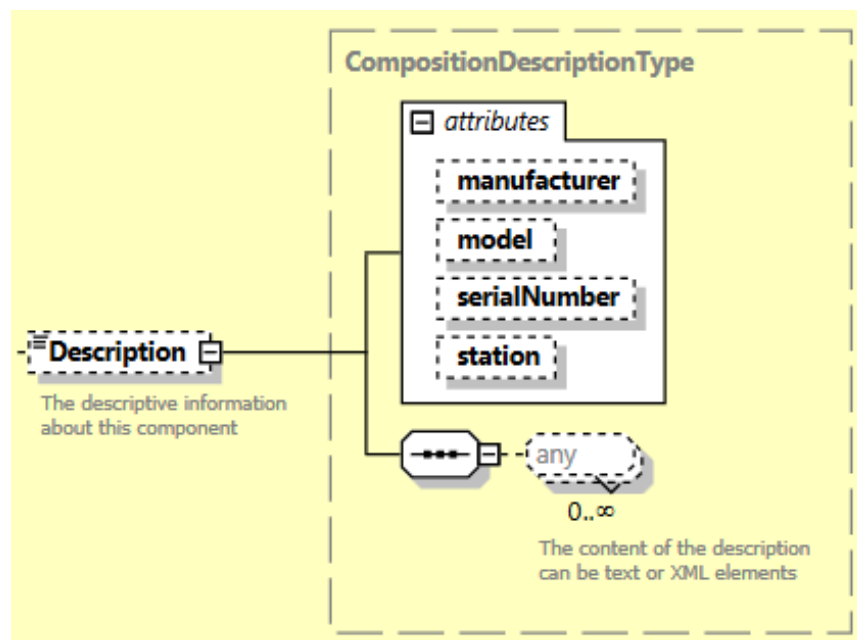 CompositionDescriptionType
attributes
manufacturer
model
serialNumber
station
Description
The descriptive information
about this component
any
0..∞
The content of the description
can be text or XML elements